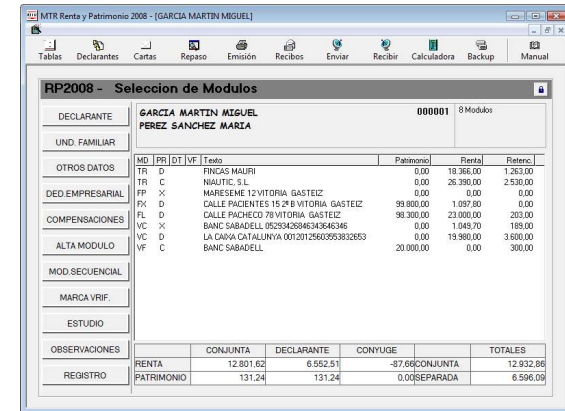 MTR Renta y Patrimonio 2008 - [GARCIA MARTIN MIGUEL]
Tablas Declarantes Cartas Repaso Emisión Recibos Enviar Recibir Calculadora Backup Manual
RP2008 - Seleccion de Modulos
DECLARANTE
UND. FAMILIAR
OTROS DATOS
DED.EMPRESARIAL
COMPENSACIONES
ALTA MODULO
MOD.SECUENCIAL
MARCA VRIF.
ESTUDIO
OBSERVACIONES
REGISTRO
GARCIA MARTIN MIGUEL 000001 8 Modulos
PEREZ SANCHEZ MARIA
MD PR DT VF Texto Patrimonio Renta Retenc.
TR D FINCAS MAURI 0,00 18.366,00 1.263,00
TR C NIAUTIC, S.L. 0,00 26.390,00 2.530,00
FP X MARESEME 12 VITORIA GASTEIZ 0,00 0,00 0,00
FX D CALLE PACIENTES 15 2ª B VITORIA GASTEIZ 99.800,00 1.097,80 0,00
FL D CALLE PACHECO 78 VITORIA GASTEIZ 98.300,00 23.000,00 203,00
VC X BANC SABADELL 05293426846343646346 0,00 1.049,70 189,00
VC D LA CAIXA CATALUNYA 00120125603553832653 0,00 19.980,00 3.600,00
VF C BANC SABADELL 20.000,00 0,00 300,00
CONJUNTA DECLARANTE CONYUGE TOTALES
RENTA 12.801,62 6.552,51 -87,66 CONJUNTA 12.932,86
PATRIMONIO 131,24 131,24 0,00 SEPARADA 6.596,09